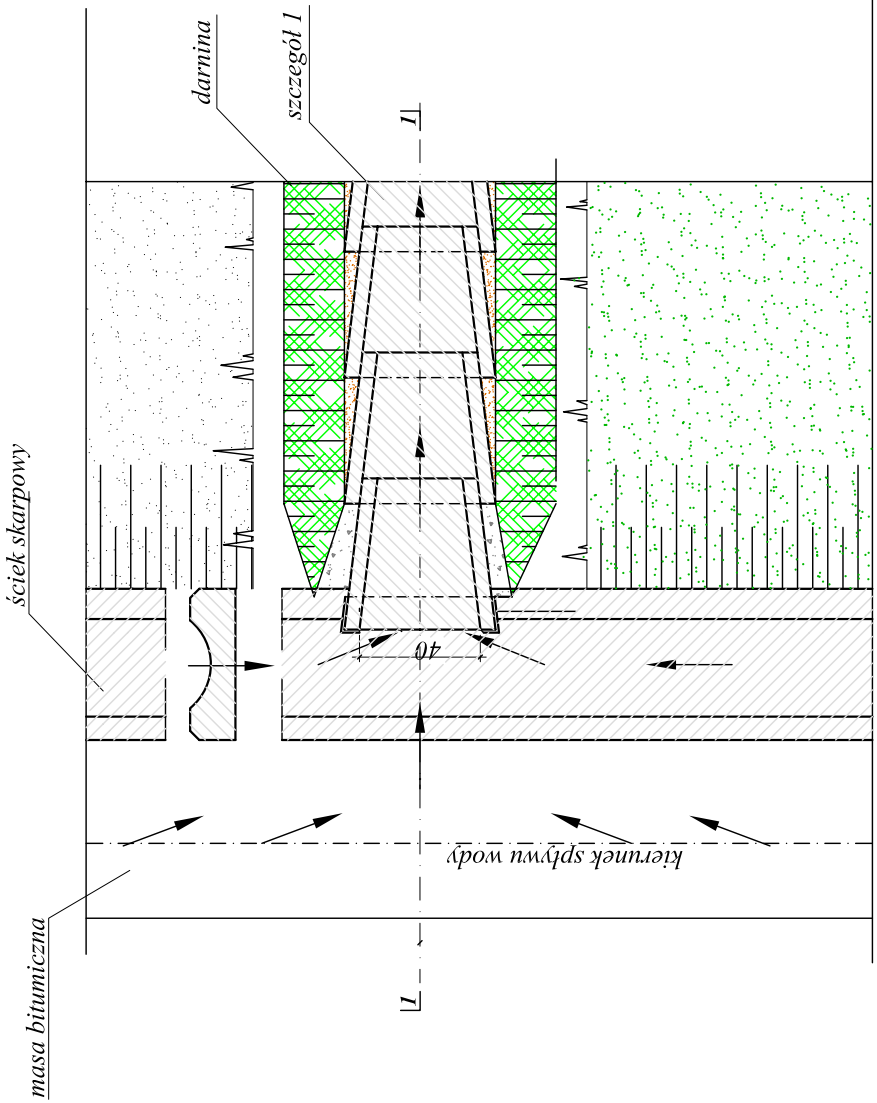 darnina
szczegół 1
1
ściek skarpowy
40
kierunek spływu wody
masa bitumiczna
1